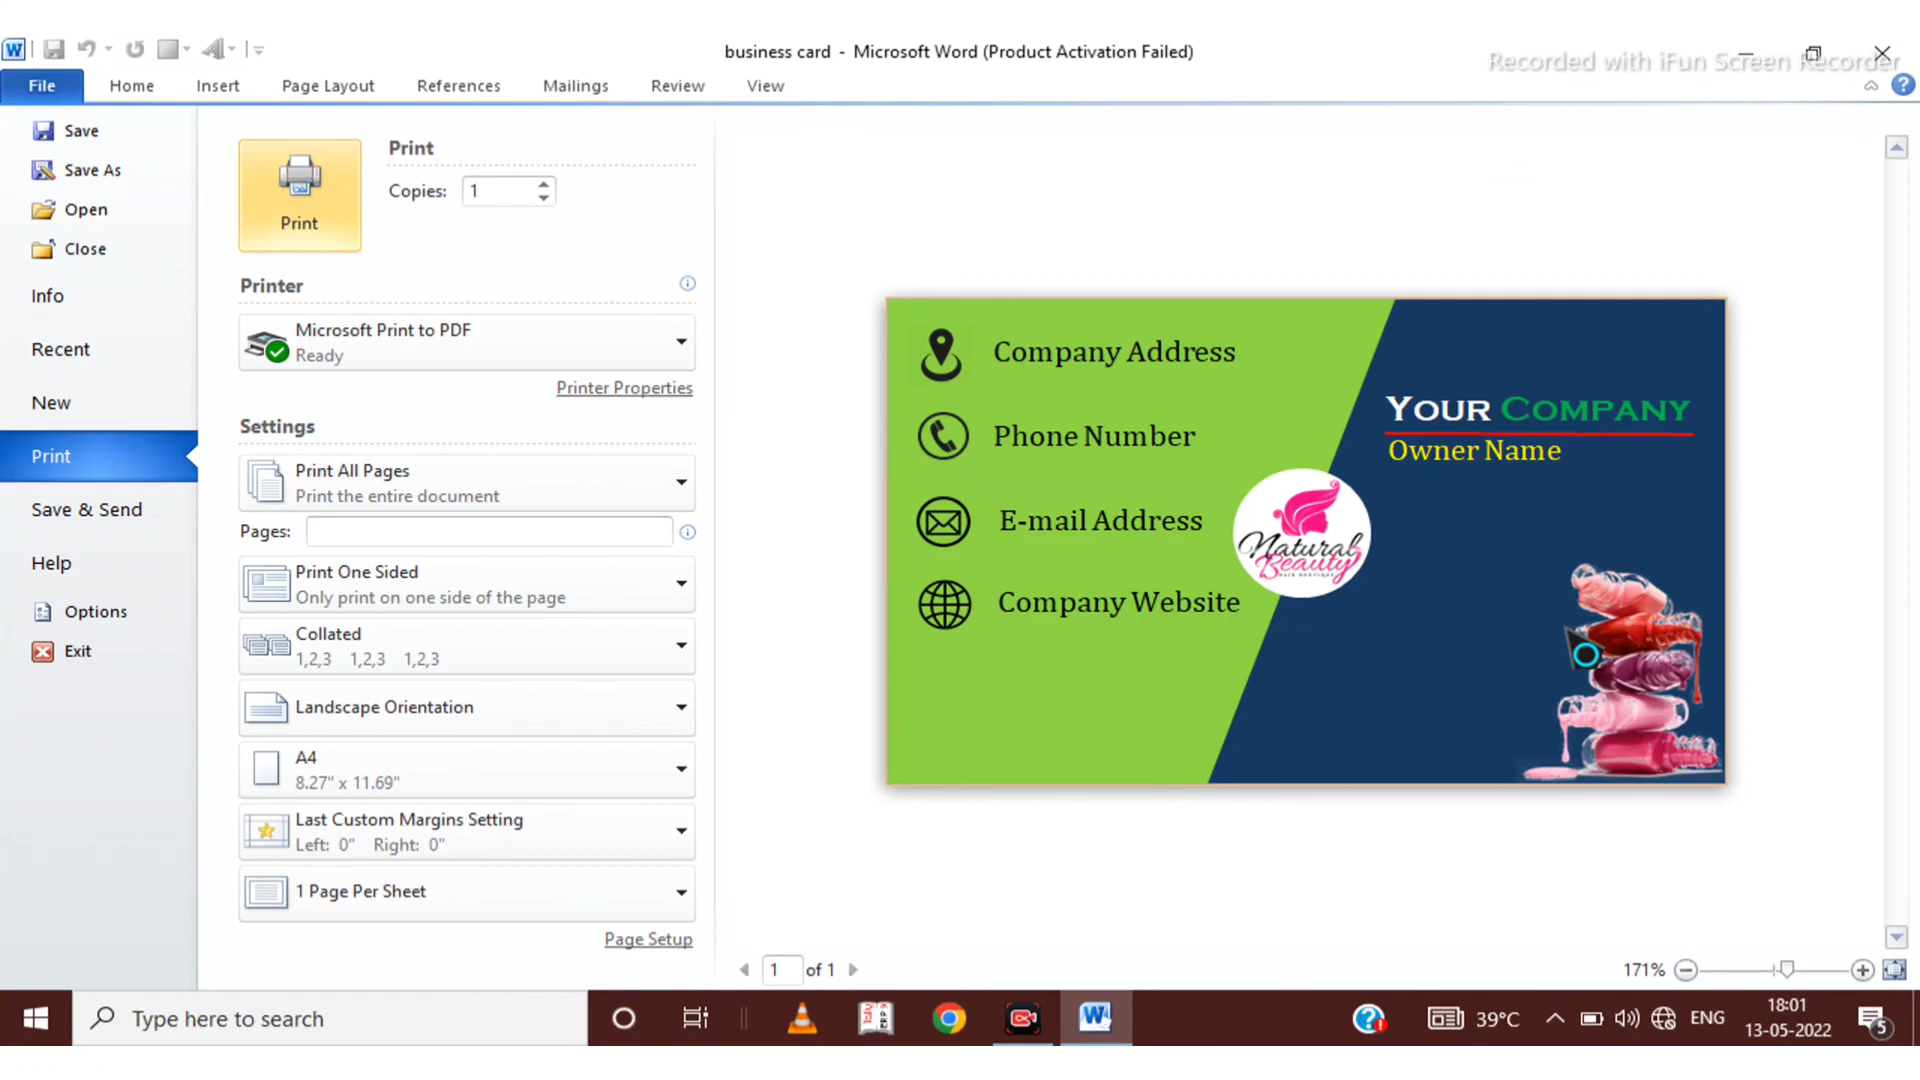 business card - Microsoft Word (Product Activation Failed)
Recorded with iFun Screen Recorder
File Home Insert Page Layout References Mailings Review View
Save
Save As
Open
Close
Info
Recent
New
Print
Save & Send
Help
Options
Exit
Print
Print
Copies: 1
Printer
Microsoft Print to PDF
Ready
Printer Properties
Settings
Print All Pages
Print the entire document
Pages:
Print One Sided
Only print on one side of the page
Collated
1,2,3 1,2,3 1,2,3
Landscape Orientation
A4
8.27" x 11.69"
Last Custom Margins Setting
Left: 0" Right: 0"
1 Page Per Sheet
Page Setup
Company Address
Phone Number
E-mail Address
Company Website
Your Company
Owner Name
Natural
Beauty
1 of 1
171%
Type here to search
39°C
ENG
18:01
13-05-2022
5